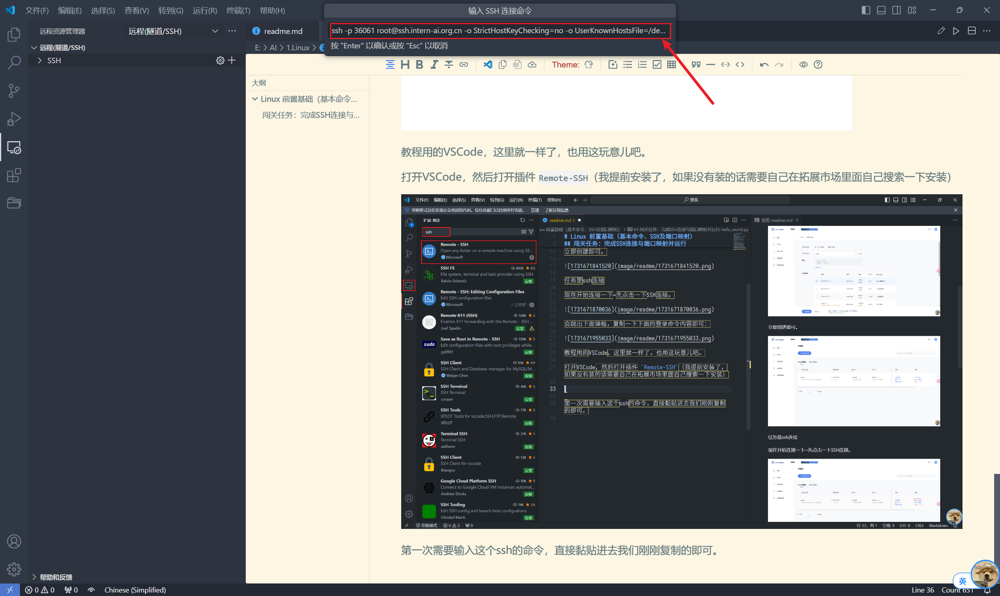 文件(F) 编辑(E) 选择(S) 查看(V) 转到(G) 运行(R) 终端(T) 帮助(H)
输入 SSH 连接命令
ssh -p 36061 root@ssh.intern-ai.org.cn -o StrictHostKeyChecking=no -o UserKnownHostsFile=/de...
按 "Enter" 以确认或按 "Esc" 以取消
远程资源管理器
远程(隧道/SSH)
readme.md
远程(隧道/SSH)
E: > AI > 1.Linux >
SSH
Theme:
大纲
Linux 前置基础（基本命令...
闯关任务：完成SSH连接与...
教程用的VSCode，这里就一样了，也用这玩意儿吧。
打开VSCode，然后打开插件 Remote-SSH（我提前安装了，如果没有装的话需要自己在拓展市场里面自己搜索一下安装）
文件(F) 编辑(E) 选择(S) 查看(V) 转到(G) 运行(R) 终端(T) 帮助(H)
搜索
受限模式旨在实现安全地浏览代码。信任此窗口以启用所有功能。 管理 了解详细信息
扩展: 商店
ssh
Remote - SSH
Open any folder on a remote machine using SS...
Microsoft
SSH FS 605K 4.5
File system, terminal and task provider using SSH
Kelvin Schoofs 安装
Remote - SSH: Editing Configuration Files
Edit SSH configuration files
Microsoft 已安装
Remote X11 (SSH) 168K 5
Enables X11 forwarding with the Remote - SSH ...
Joel Spadin 安装
Save as Root in Remote - SSH 199K 5
Edit configuration files with root privileges while...
yy0931 安装
SSH Client 93K 4.5
SSH Client and Database manager for MySQL/M...
Weijan Chen 安装
SSH Terminal 46K 5
SSH Terminal
cooper 安装
SSH Tools 17K 5
XPLOT Tools for vscode;SSH,FTP,Remote
XPLOT 安装
Terminal SSH 37K 1
Terminal SSH
sailhenz 安装
SSH Client 13K 5
SSH Client for vscode
thangnc 安装
Google Cloud Platform SSH 30K 5
Connect to Google Cloud VM instances automat...
Andrew Dircks 安装
SSH Tooling 19K 3.5
Edit SSH config and launch host configrations
Christof Marti 安装
sudo
readme.md 2
nux 前置基础（基本命令、SSH及端口映射） > ## 闯关任务：完成SSH连接与端口映射并运行 hello_world.py
1 # Linux 前置基础（基本命令、SSH及端口映射）
3 ## 闯关任务：完成SSH连接与端口映射并运行
15 立即创建即可。
16
17 ![1731671841520](image/readme/1731671841520.png)
18
19 任务是ssh连接
20
21 现在开始连接一下~先点击一下SSH连接。
22
23 ![1731671870036](image/readme/1731671870036.png)
24
25 会跳出下面弹框，复制一下下面的登录命令内容即可：
26
27 ![1731671955033](image/readme/1731671955033.png)
28
29 教程用的VSCode，这里就一样了，也用这玩意儿吧。
30
31 打开VSCode，然后打开插件 `Remote-SSH`（我提前安装了，
如果没有装的话需要自己在拓展市场里面自己搜索一下安装）
32
33
34
35 第一次需要输入这个ssh的命令，直接黏贴进去我们刚刚复制
的即可。
36
预览 readme.md
立即创建即可。
任务是ssh连接
现在开始连接一下~先点击一下SSH连接。
受限模式 0 2 0
行 33，列 1 空格: 4 UTF-8 CRLF Markdown
第一次需要输入这个ssh的命令，直接黏贴进去我们刚刚复制的即可。
帮助和反馈
英
0 0 0 Chinese (Simplified)
Line 36 Count 651